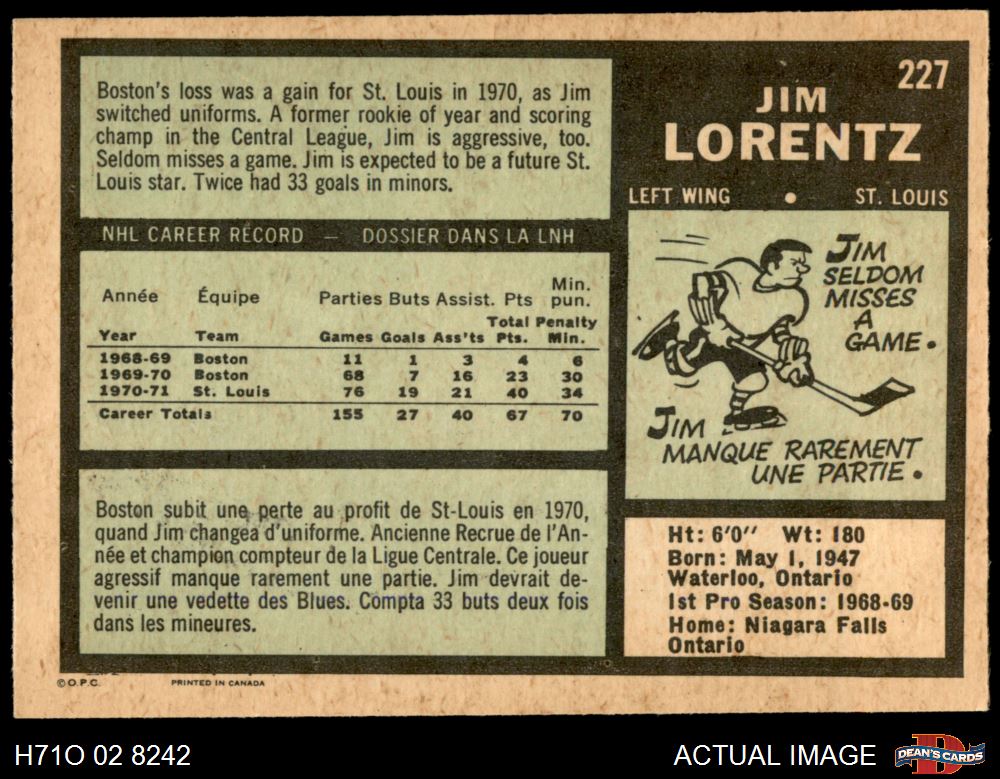 227
JIM
LORENTZ
LEFT WING • ST. LOUIS
Boston's loss was a gain for St. Louis in 1970, as Jim
switched uniforms. A former rookie of year and scoring
champ in the Central League, Jim is aggressive, too.
Seldom misses a game. Jim is expected to be a future St.
Louis star. Twice had 33 goals in minors.
NHL CAREER RECORD — DOSSIER DANS LA LNH
Année Équipe Parties Buts Assist. Pts Min. pun.
Year Team Games Goals Ass'ts Total Pts. Penalty Min.
1968-69 Boston 11 1 3 4 6
1969-70 Boston 68 7 16 23 30
1970-71 St. Louis 76 19 21 40 34
Career Totals 155 27 40 67 70
Boston subit une perte au profit de St-Louis en 1970,
quand Jim changea d'uniforme. Ancienne Recrue de l'An-
née et champion compteur de la Ligue Centrale. Ce joueur
agressif manque rarement une partie. Jim devrait de-
venir une vedette des Blues. Compta 33 buts deux fois
dans les mineures.
JIM
SELDOM
MISSES
A
GAME.
JIM
MANQUE RAREMENT
UNE PARTIE.
Ht: 6'0" Wt: 180
Born: May 1, 1947
Waterloo, Ontario
1st Pro Season: 1968-69
Home: Niagara Falls
Ontario
© O.P.C. PRINTED IN CANADA
H71O 02 8242 ACTUAL IMAGE DEAN'S CARDS